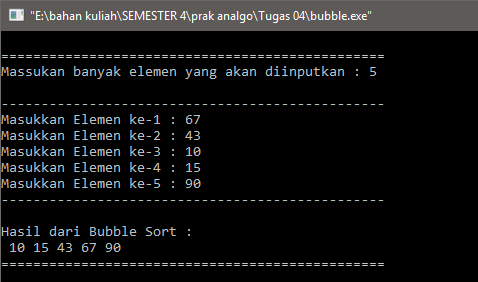 "E:\bahan kuliah\SEMESTER 4\prak analgo\Tugas 04\bubble.exe"
================================================
Massukan banyak elemen yang akan diinputkan : 5
------------------------------------------------
Masukkan Elemen ke-1 : 67
Masukkan Elemen ke-2 : 43
Masukkan Elemen ke-3 : 10
Masukkan Elemen ke-4 : 15
Masukkan Elemen ke-5 : 90
------------------------------------------------
Hasil dari Bubble Sort :
 10 15 43 67 90
================================================